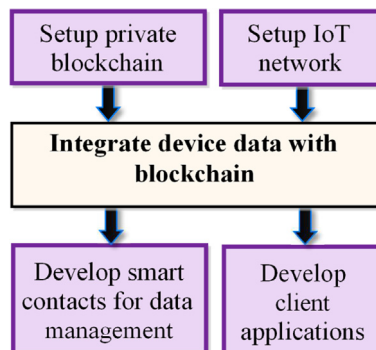 Setup private
blockchain
Setup IoT
network
Integrate device data with
blockchain
Develop smart
contacts for data
management
Develop
client
applications